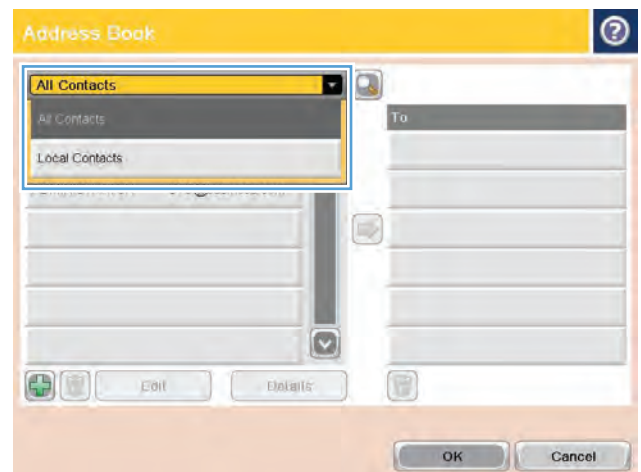 Address Book
All Contacts
All Contacts
To
Local Contacts
Edit
Details
OK
Cancel